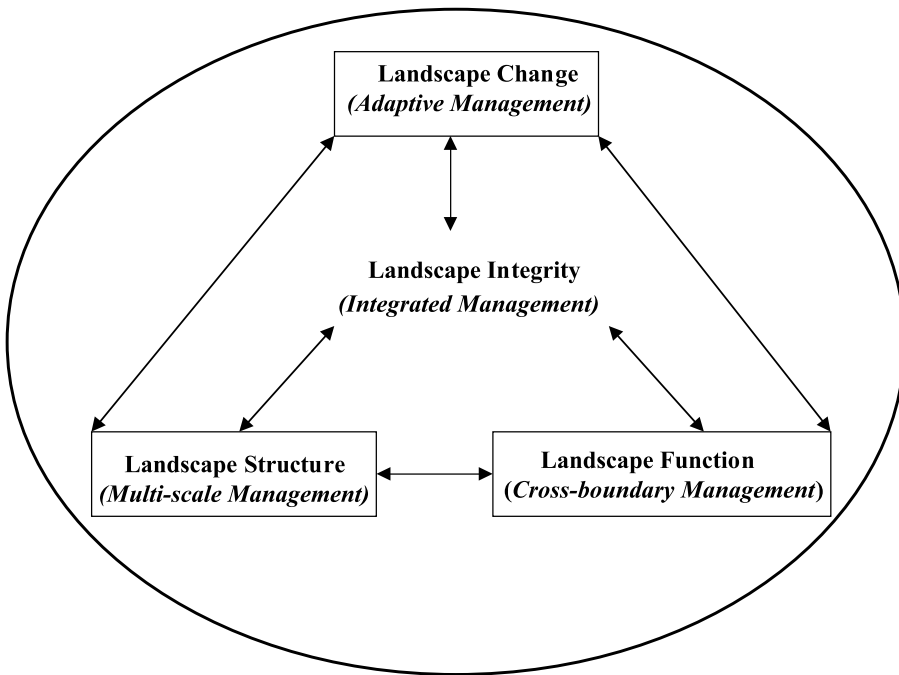 Landscape Change
(Adaptive Management)
Landscape Integrity
(Integrated Management)
Landscape Structure
(Multi-scale Management)
Landscape Function
(Cross-boundary Management)